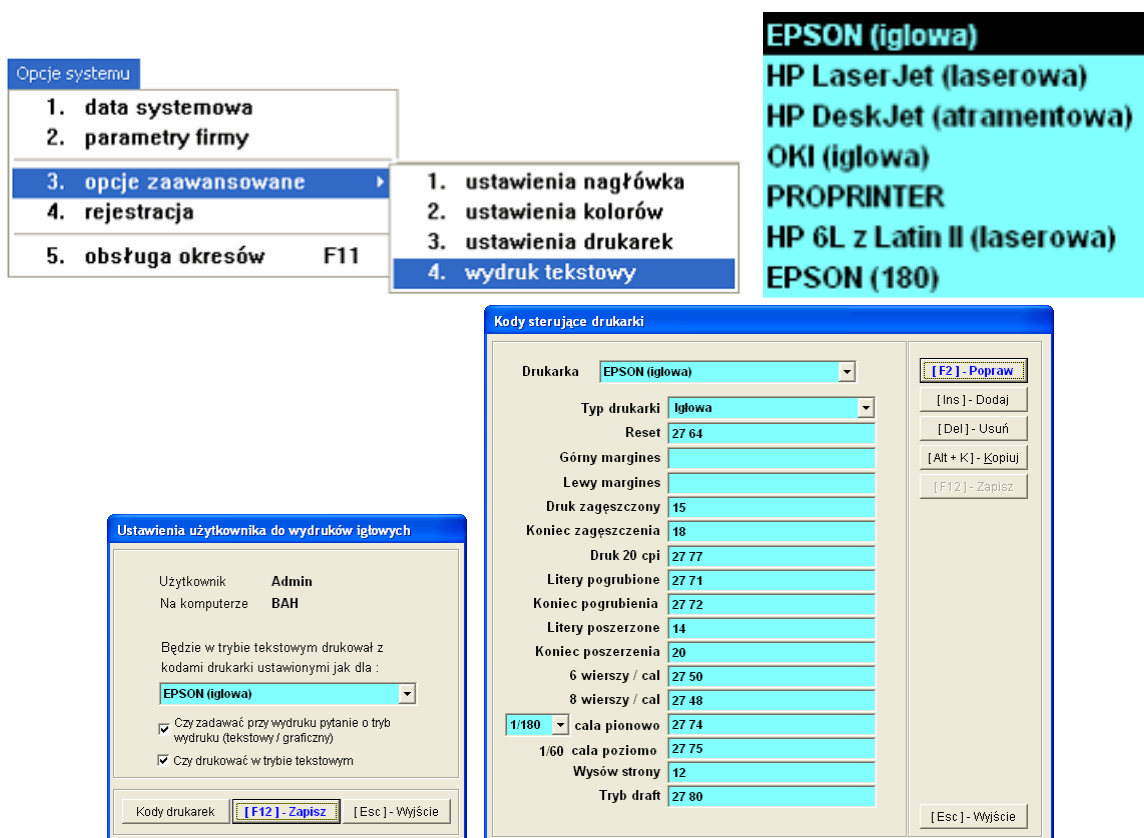 Opcje systemu
1. data systemowa
2. parametry firmy
3. opcje zaawansowane
4. rejestracja
5. obsługa okresów F11
1. ustawienia nagłówka
2. ustawienia kolorów
3. ustawienia drukarek
4. wydruk tekstowy
EPSON (iglowa)
HP LaserJet (laserowa)
HP DeskJet (atramentowa)
OKI (iglowa)
PROPRINTER
HP 6L z Latin II (laserowa)
EPSON (180)
Ustawienia użytkownika do wydruków igłowych
Użytkownik Admin
Na komputerze BAH
Będzie w trybie tekstowym drukował z
kodami drukarki ustawionymi jak dla :
EPSON (iglowa)
Czy zadawać przy wydruku pytanie o tryb
wydruku (tekstowy / graficzny)
Czy drukować w trybie tekstowym
Kody drukarek [ F12 ] - Zapisz [ Esc ] - Wyjście
Kody sterujące drukarki
Drukarka EPSON (iglowa)
Typ drukarki Igłowa
Reset 27 64
Górny margines
Lewy margines
Druk zagęszczony 15
Koniec zagęszczenia 18
Druk 20 cpi 27 77
Litery pogrubione 27 71
Koniec pogrubienia 27 72
Litery poszerzone 14
Koniec poszerzenia 20
6 wierszy / cal 27 50
8 wierszy / cal 27 48
1/180 cala pionowo 27 74
1/60 cala poziomo 27 75
Wysów strony 12
Tryb draft 27 80
[ F2 ] - Popraw
[ Ins ] - Dodaj
[ Del ] - Usuń
[ Alt + K ] - Kopiuj
[ F12 ] - Zapisz
[ Esc ] - Wyjście